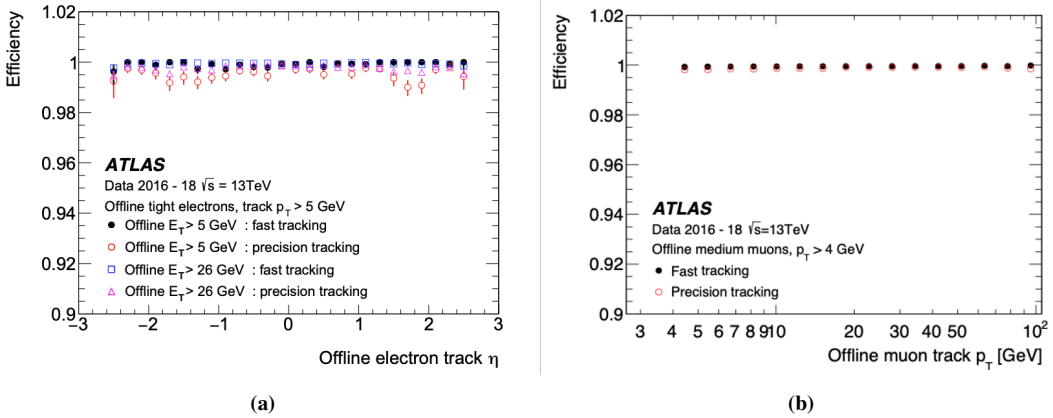 1.02
1
0.98
0.96
0.94
0.92
0.9
Efficiency
ATLAS
Data 2016 - 18 √s = 13TeV
Offline tight electrons, track p_T > 5 GeV
Offline E_T > 5 GeV : fast tracking
Offline E_T > 5 GeV : precision tracking
Offline E_T > 26 GeV : fast tracking
Offline E_T > 26 GeV : precision tracking
−3 −2 −1 0 1 2 3
Offline electron track η
(a)
1.02
1
0.98
0.96
0.94
0.92
0.9
Efficiency
ATLAS
Data 2016 - 18 √s=13TeV
Offline medium muons, p_T > 4 GeV
Fast tracking
Precision tracking
3 4 5 6 7 8 9 10 20 30 40 50 10²
Offline muon track p_T [GeV]
(b)